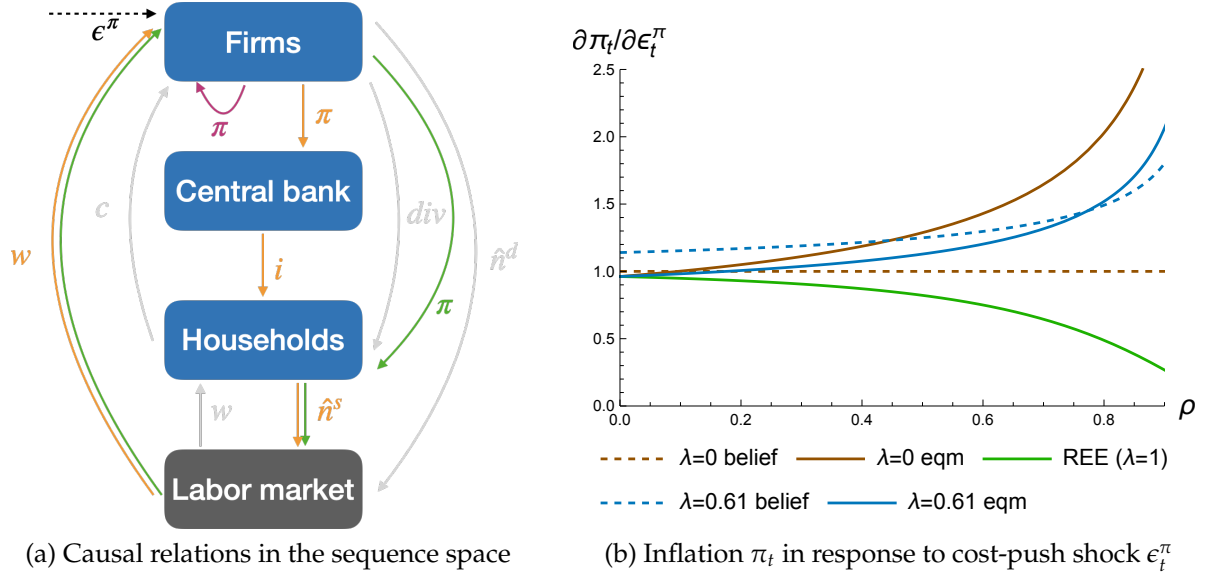 ϵ^π
Firms
π
π
Central bank
c
div
w
i
n̂^d
π
Households
w
n̂^s
Labor market
(a) Causal relations in the sequence space
∂π_t/∂ϵ_t^π
2.5
2.0
1.5
1.0
0.5
0.0
0.0 0.2 0.4 0.6 0.8
ρ
λ=0 belief λ=0 eqm REE (λ=1)
λ=0.61 belief λ=0.61 eqm
(b) Inflation π_t in response to cost-push shock ϵ_t^π